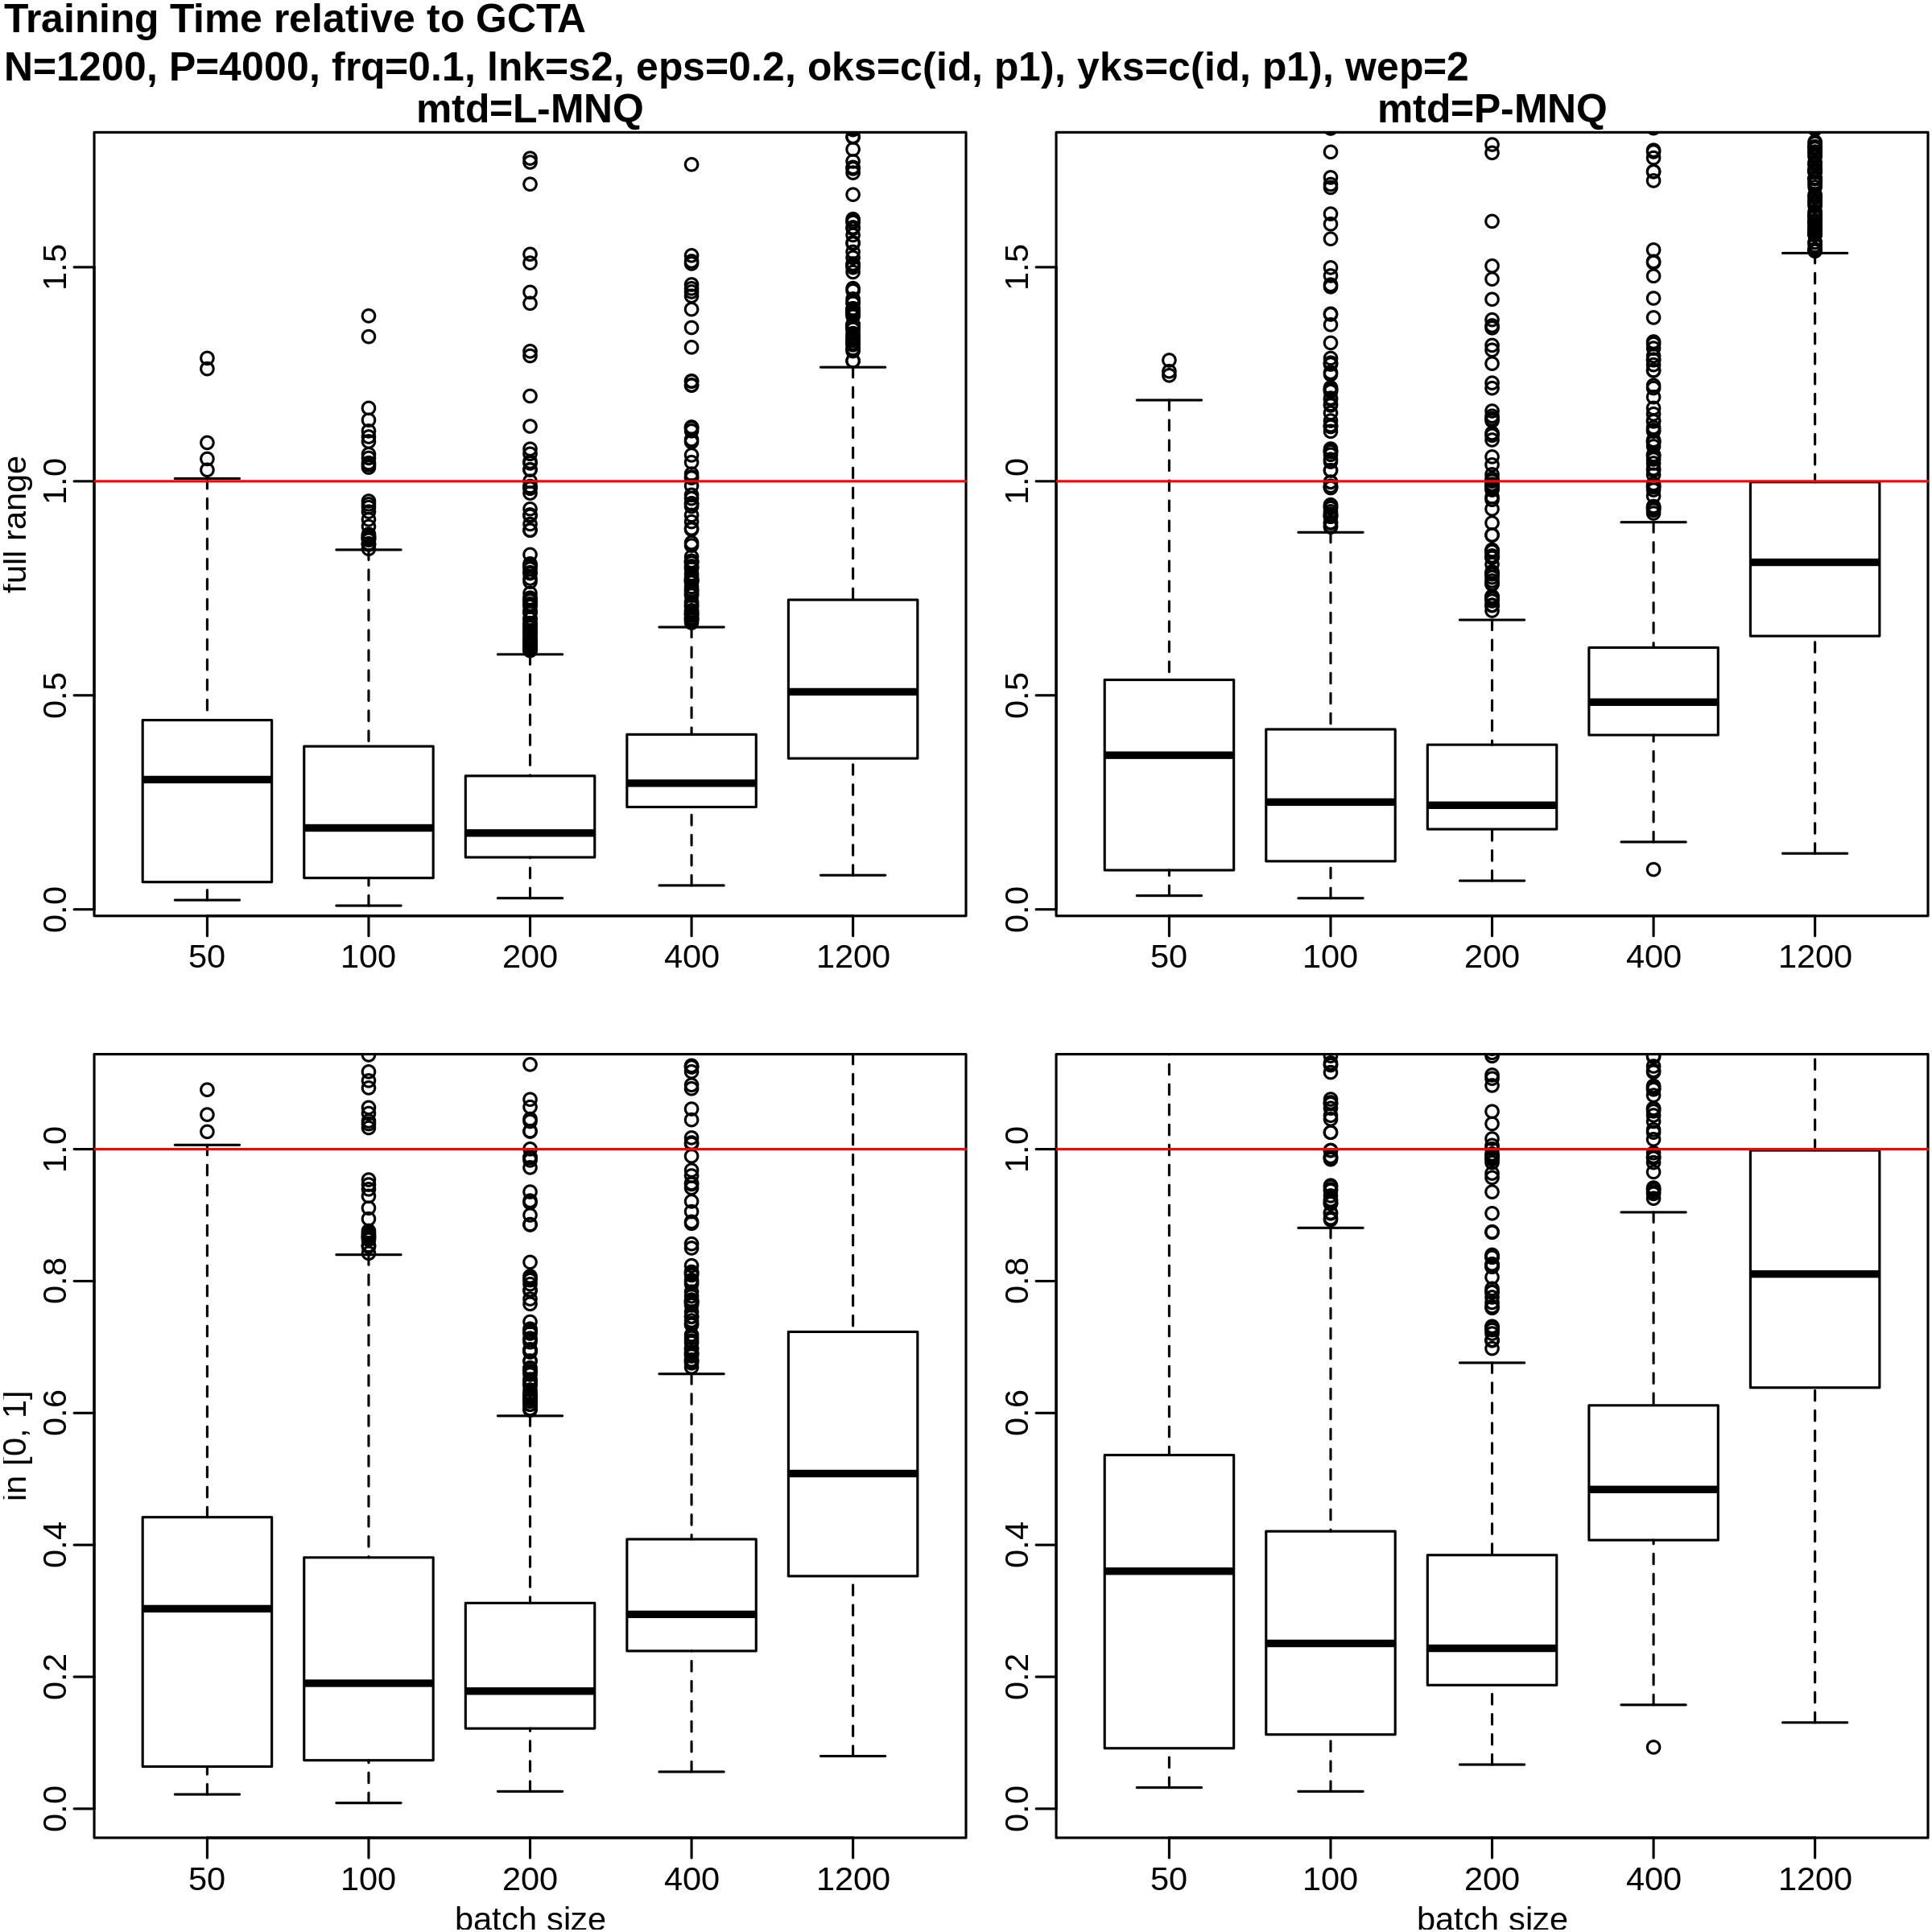 Training Time relative to GCTA
N=1200, P=4000, frq=0.1, lnk=s2, eps=0.2, oks=c(id, p1), yks=c(id, p1), wep=2
mtd=L-MNQ
mtd=P-MNQ
full range
1.5
1.0
0.5
0.0
50 100 200 400 1200
1.5
1.0
0.5
0.0
50 100 200 400 1200
in [0, 1]
1.0
0.8
0.6
0.4
0.2
0.0
50 100 200 400 1200
batch size
1.0
0.8
0.6
0.4
0.2
0.0
50 100 200 400 1200
batch size